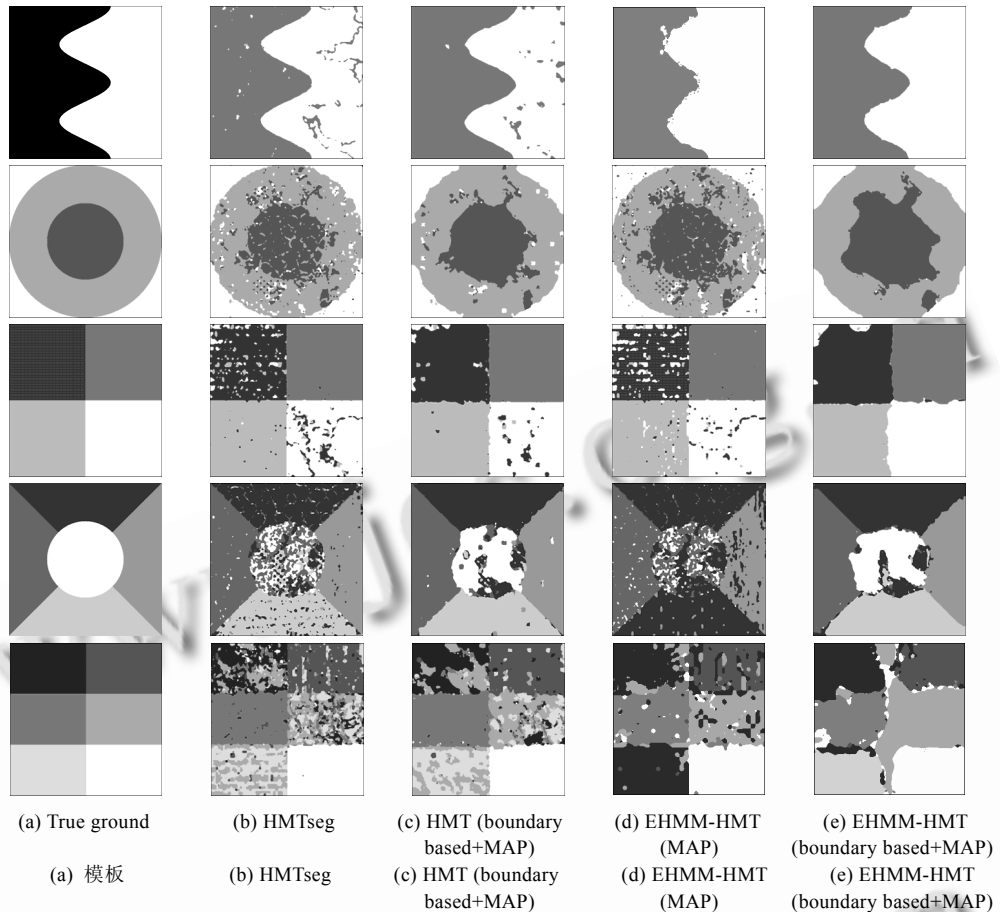 (a) True ground
(b) HMTseg
(c) HMT (boundary
based+MAP)
(d) EHMM-HMT
(MAP)
(e) EHMM-HMT
(boundary based+MAP)
(a) 模板
(b) HMTseg
(c) HMT (boundary
based+MAP)
(d) EHMM-HMT
(MAP)
(e) EHMM-HMT
(boundary based+MAP)